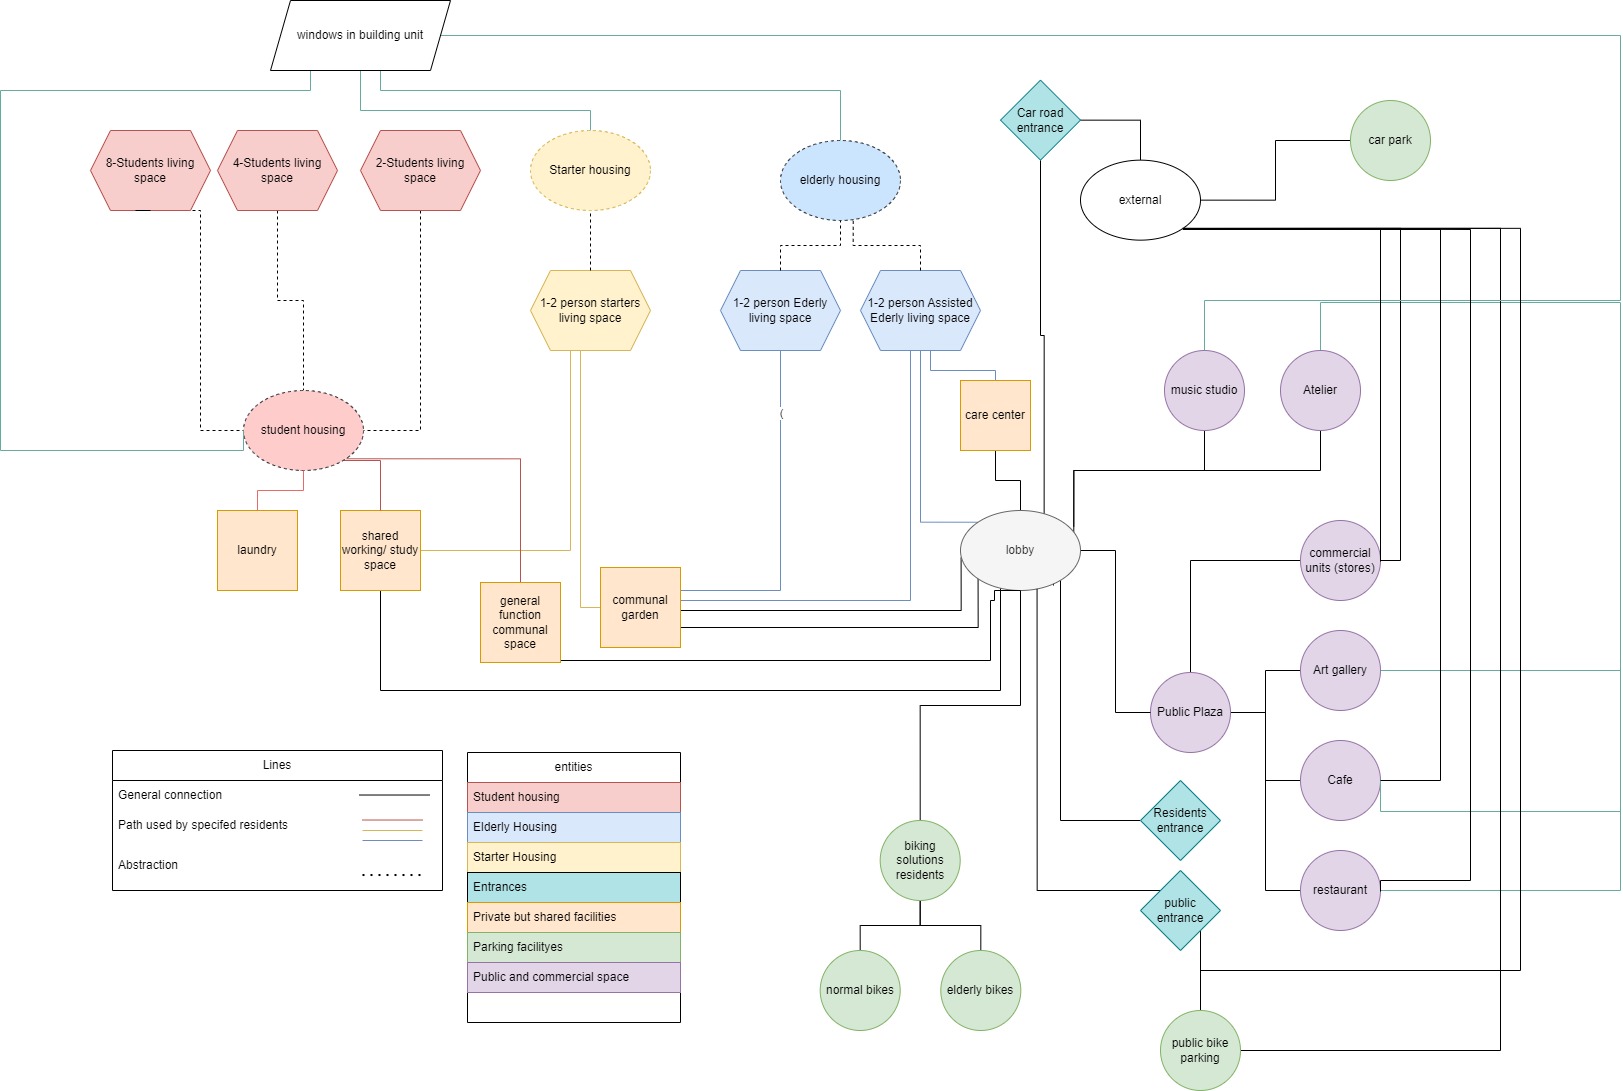 windows in building unit
Car road
entrance
car park
8-Students living
space
4-Students living
space
2-Students living
space
Starter housing
elderly housing
external
1-2 person starters
living space
1-2 person Ederly
living space
1-2 person Assisted
Ederly living space
music studio
Atelier
care center
(
student housing
laundry
shared
working/ study
space
lobby
commercial
units (stores)
general
function
communal
space
communal
garden
Art gallery
Public Plaza
Cafe
Residents
entrance
restaurant
public
entrance
biking
solutions
residents
normal bikes
elderly bikes
public bike
parking
Lines
General connection
Path used by specifed residents
Abstraction
entities
Student housing
Elderly Housing
Starter Housing
Entrances
Private but shared facilities
Parking facilityes
Public and commercial space